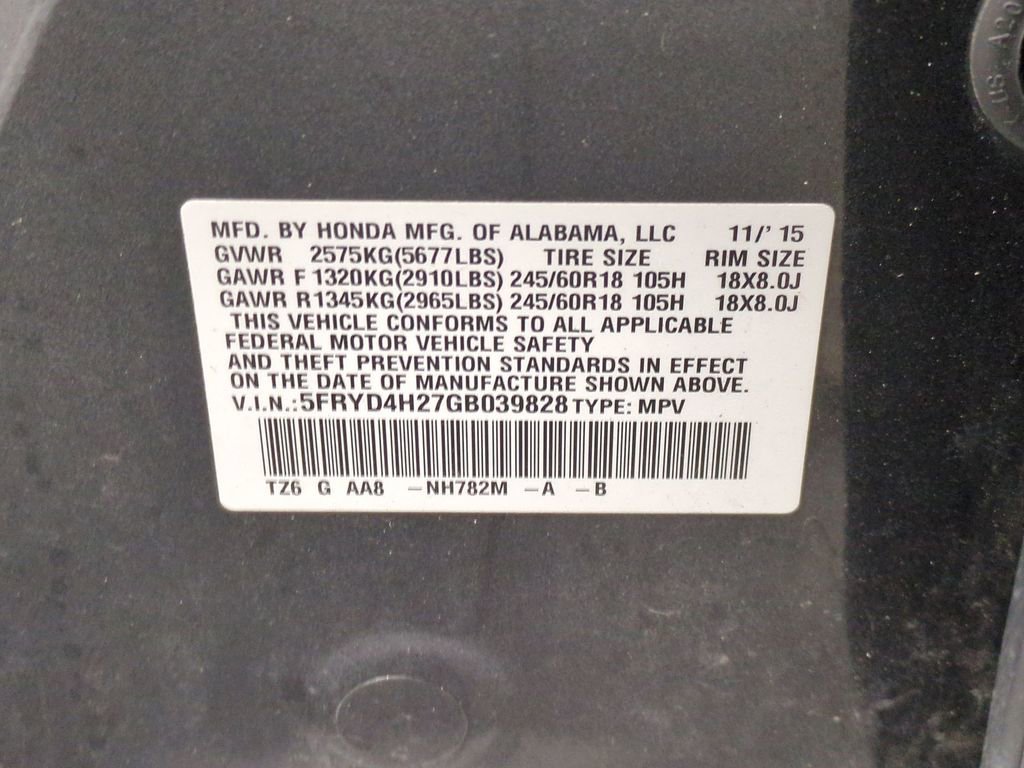 MFD. BY HONDA MFG. OF ALABAMA, LLC 11/' 15
GVWR 2575KG(5677LBS) TIRE SIZE RIM SIZE
GAWR F 1320KG(2910LBS) 245/60R18 105H 18X8.0J
GAWR R1345KG(2965LBS) 245/60R18 105H 18X8.0J
THIS VEHICLE CONFORMS TO ALL APPLICABLE
FEDERAL MOTOR VEHICLE SAFETY
AND THEFT PREVENTION STANDARDS IN EFFECT
ON THE DATE OF MANUFACTURE SHOWN ABOVE.
V.I.N.:5FRYD4H27GB039828 TYPE: MPV
TZ6 G AA8 -NH782M -A -B